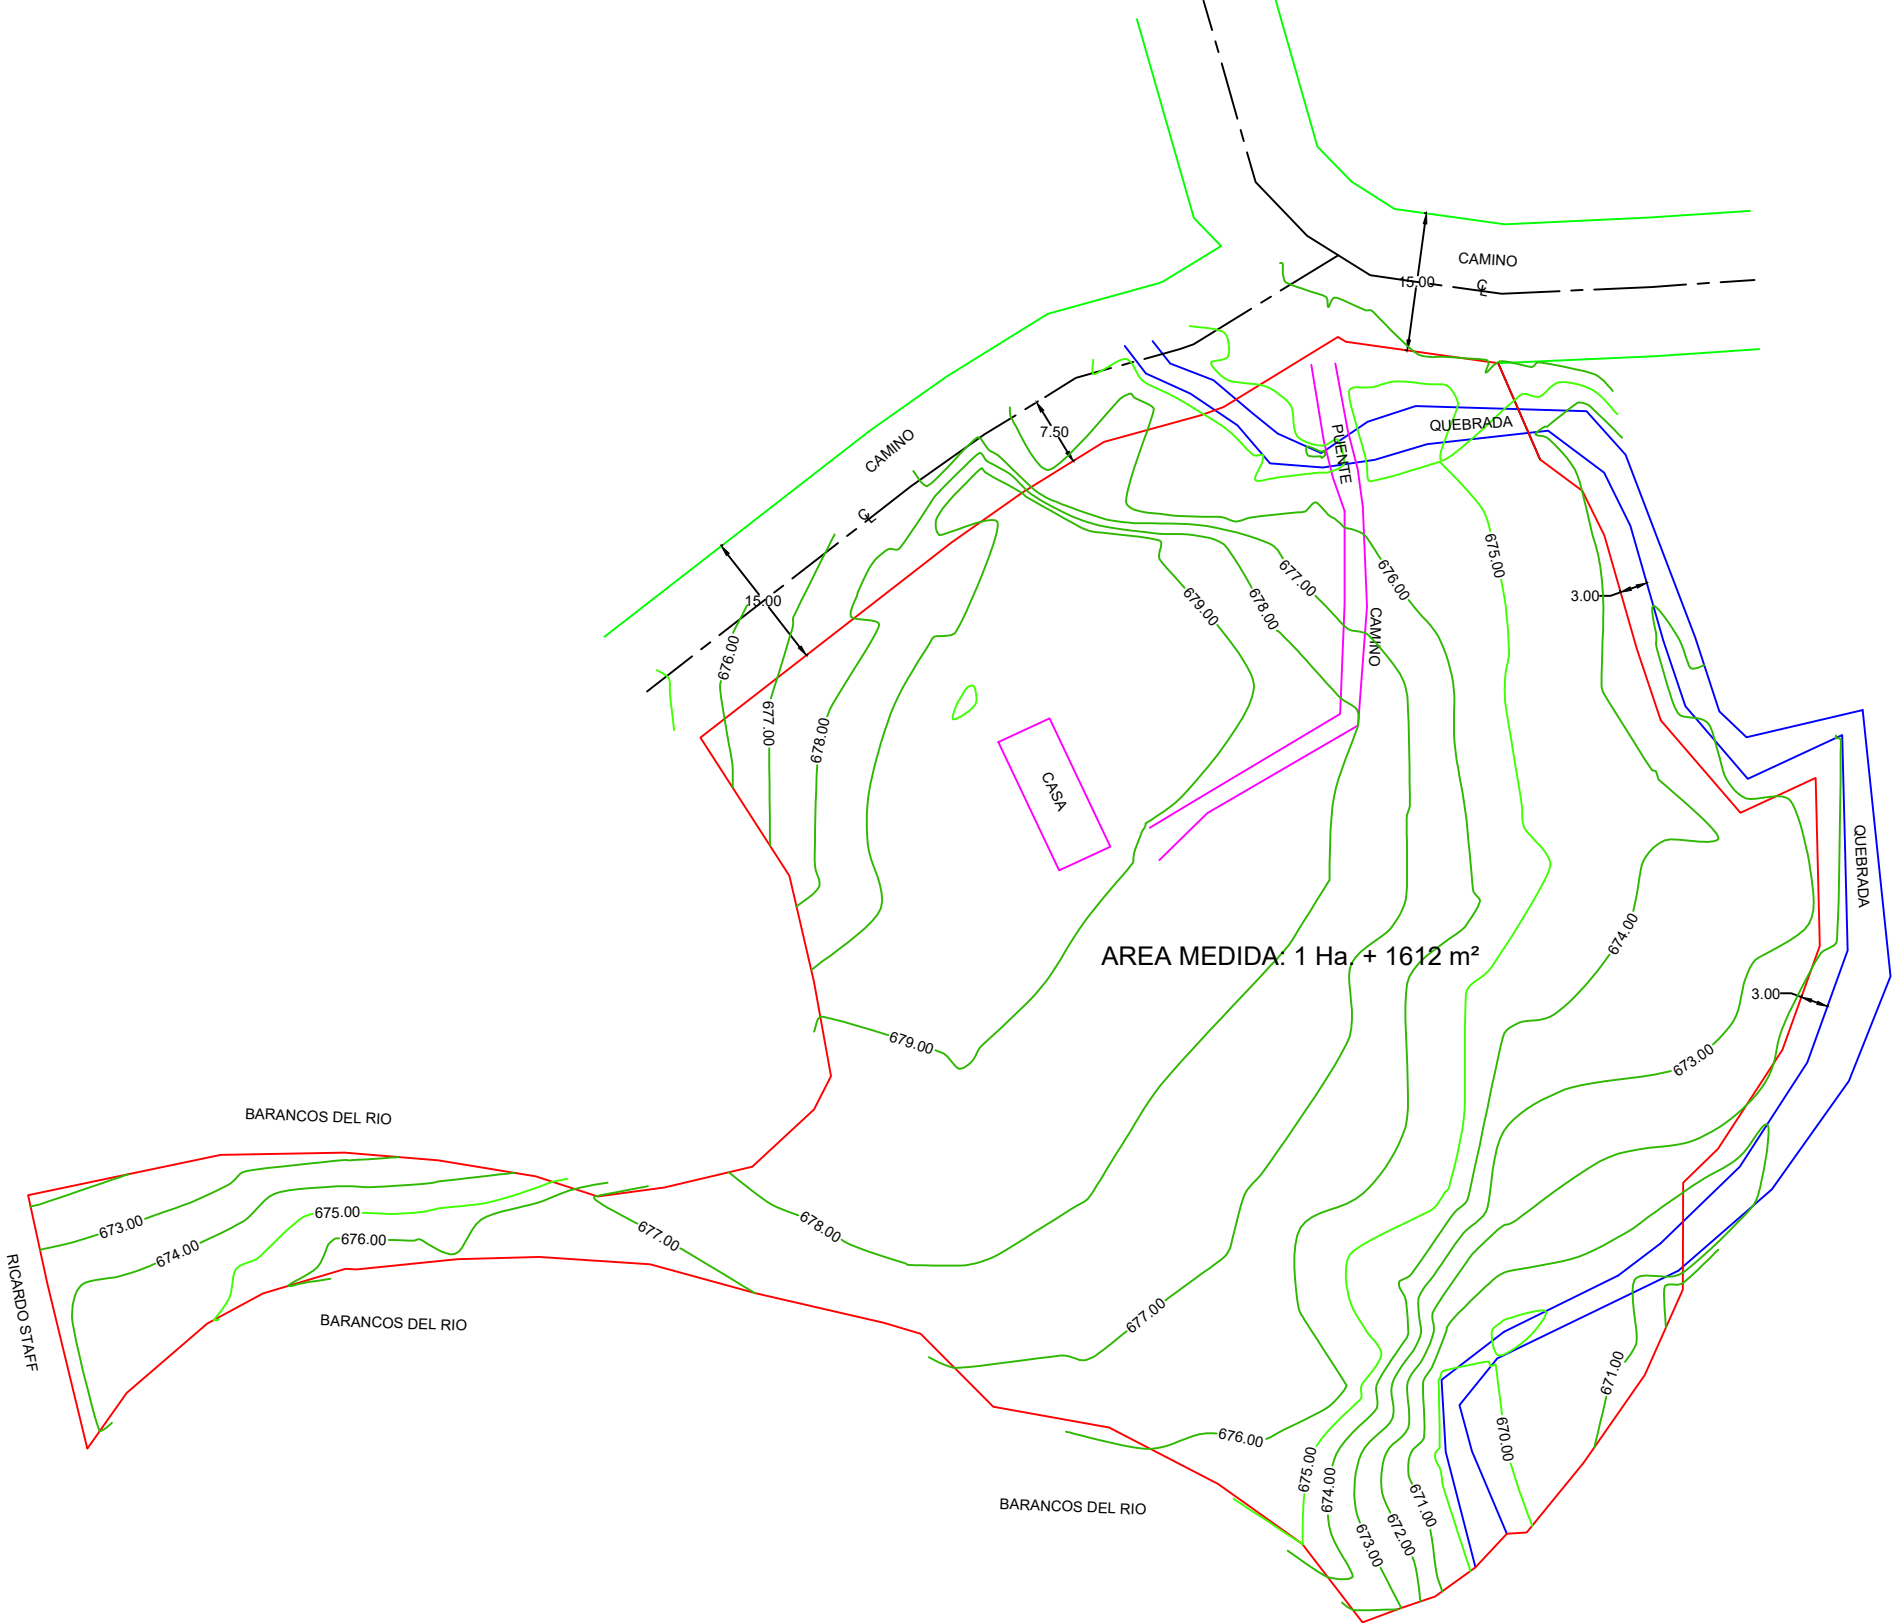 CAMINO
15.00
℄
PUENTE
QUEBRADA
7.50
CAMINO
℄
15.00
3.00
675.00
676.00
677.00
678.00
679.00
676.00
677.00
678.00
CAMINO
CASA
QUEBRADA
674.00
AREA MEDIDA: 1 Ha. + 1612 m²
3.00
679.00
673.00
BARANCOS DEL RIO
673.00
674.00
675.00
676.00
677.00
678.00
RICARDO STAFF
BARANCOS DEL RIO
677.00
671.00
676.00
670.00
675.00
674.00
BARANCOS DEL RIO
671.00
672.00
673.00